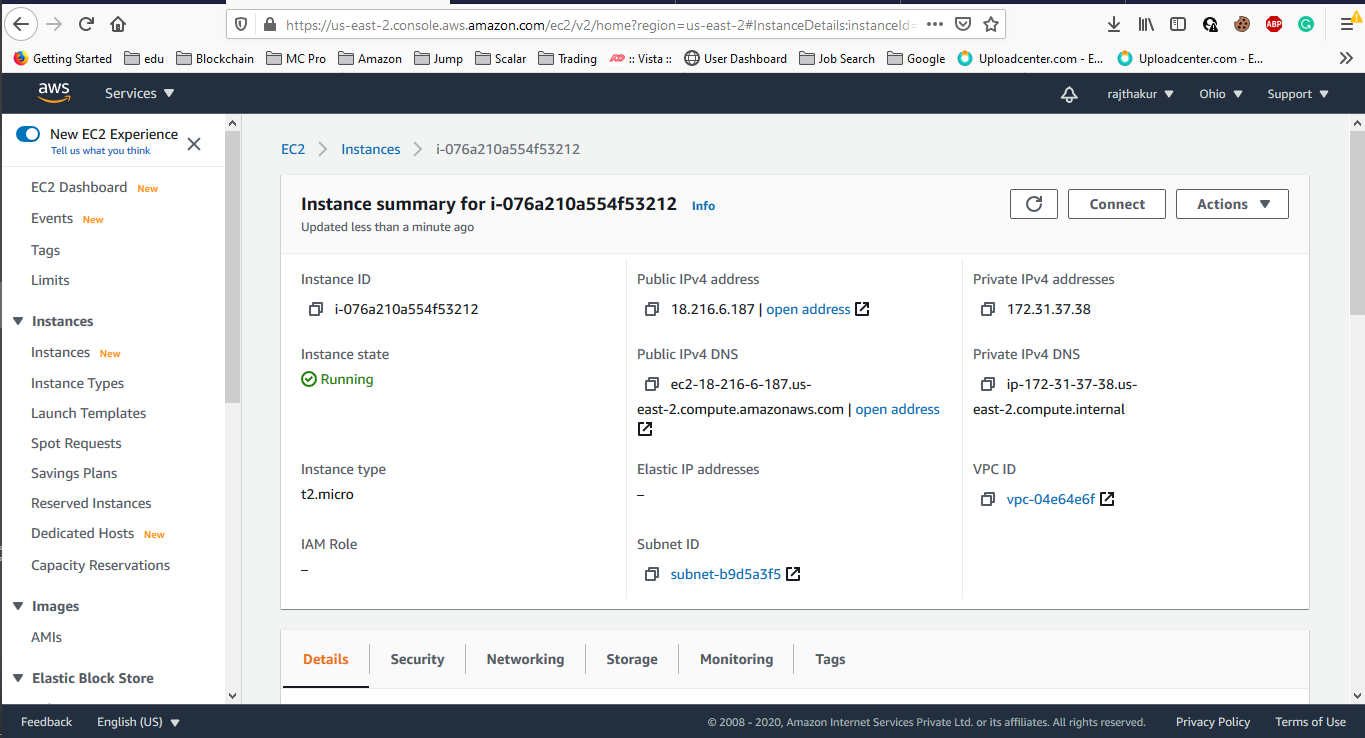 https://us-east-2.console.aws.amazon.com/ec2/v2/home?region=us-east-2#InstanceDetails:instanceId=
ABP
Getting Started edu Blockchain MC Pro Amazon Jump Scalar Trading :: Vista :: User Dashboard Job Search Google Uploadcenter.com - E... Uploadcenter.com - E...
aws Services rajthakur Ohio Support
New EC2 Experience
Tell us what you think
EC2 Dashboard New
Events New
Tags
Limits
Instances
Instances New
Instance Types
Launch Templates
Spot Requests
Savings Plans
Reserved Instances
Dedicated Hosts New
Capacity Reservations
Images
AMIs
Elastic Block Store
EC2 Instances i-076a210a554f53212
Instance summary for i-076a210a554f53212 Info
Updated less than a minute ago
Connect Actions
Instance ID
i-076a210a554f53212
Public IPv4 address
18.216.6.187 | open address
Private IPv4 addresses
172.31.37.38
Instance state
Running
Public IPv4 DNS
ec2-18-216-6-187.us-
east-2.compute.amazonaws.com | open address
Private IPv4 DNS
ip-172-31-37-38.us-
east-2.compute.internal
Instance type
t2.micro
Elastic IP addresses
–
VPC ID
vpc-04e64e6f
IAM Role
–
Subnet ID
subnet-b9d5a3f5
Details Security Networking Storage Monitoring Tags
Feedback English (US) © 2008 - 2020, Amazon Internet Services Private Ltd. or its affiliates. All rights reserved. Privacy Policy Terms of Use